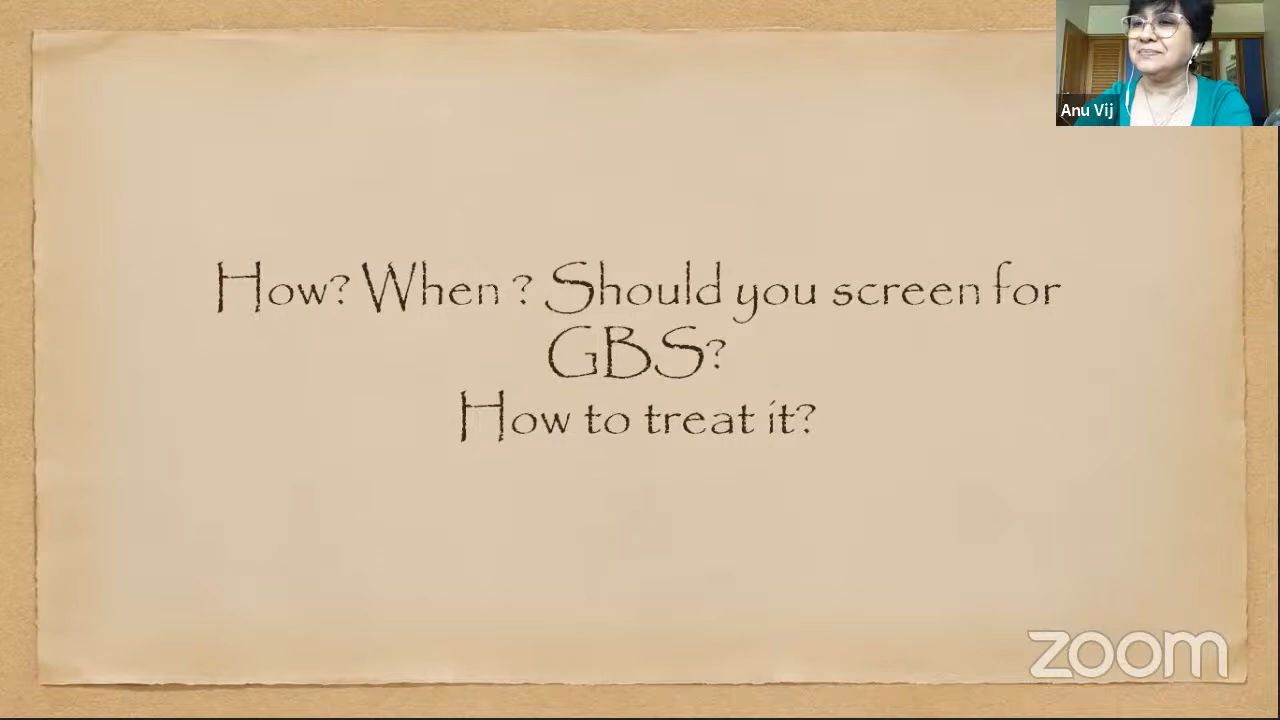 Anu Vij
How? When ? Should you screen for
GBS?
How to treat it?
zoom